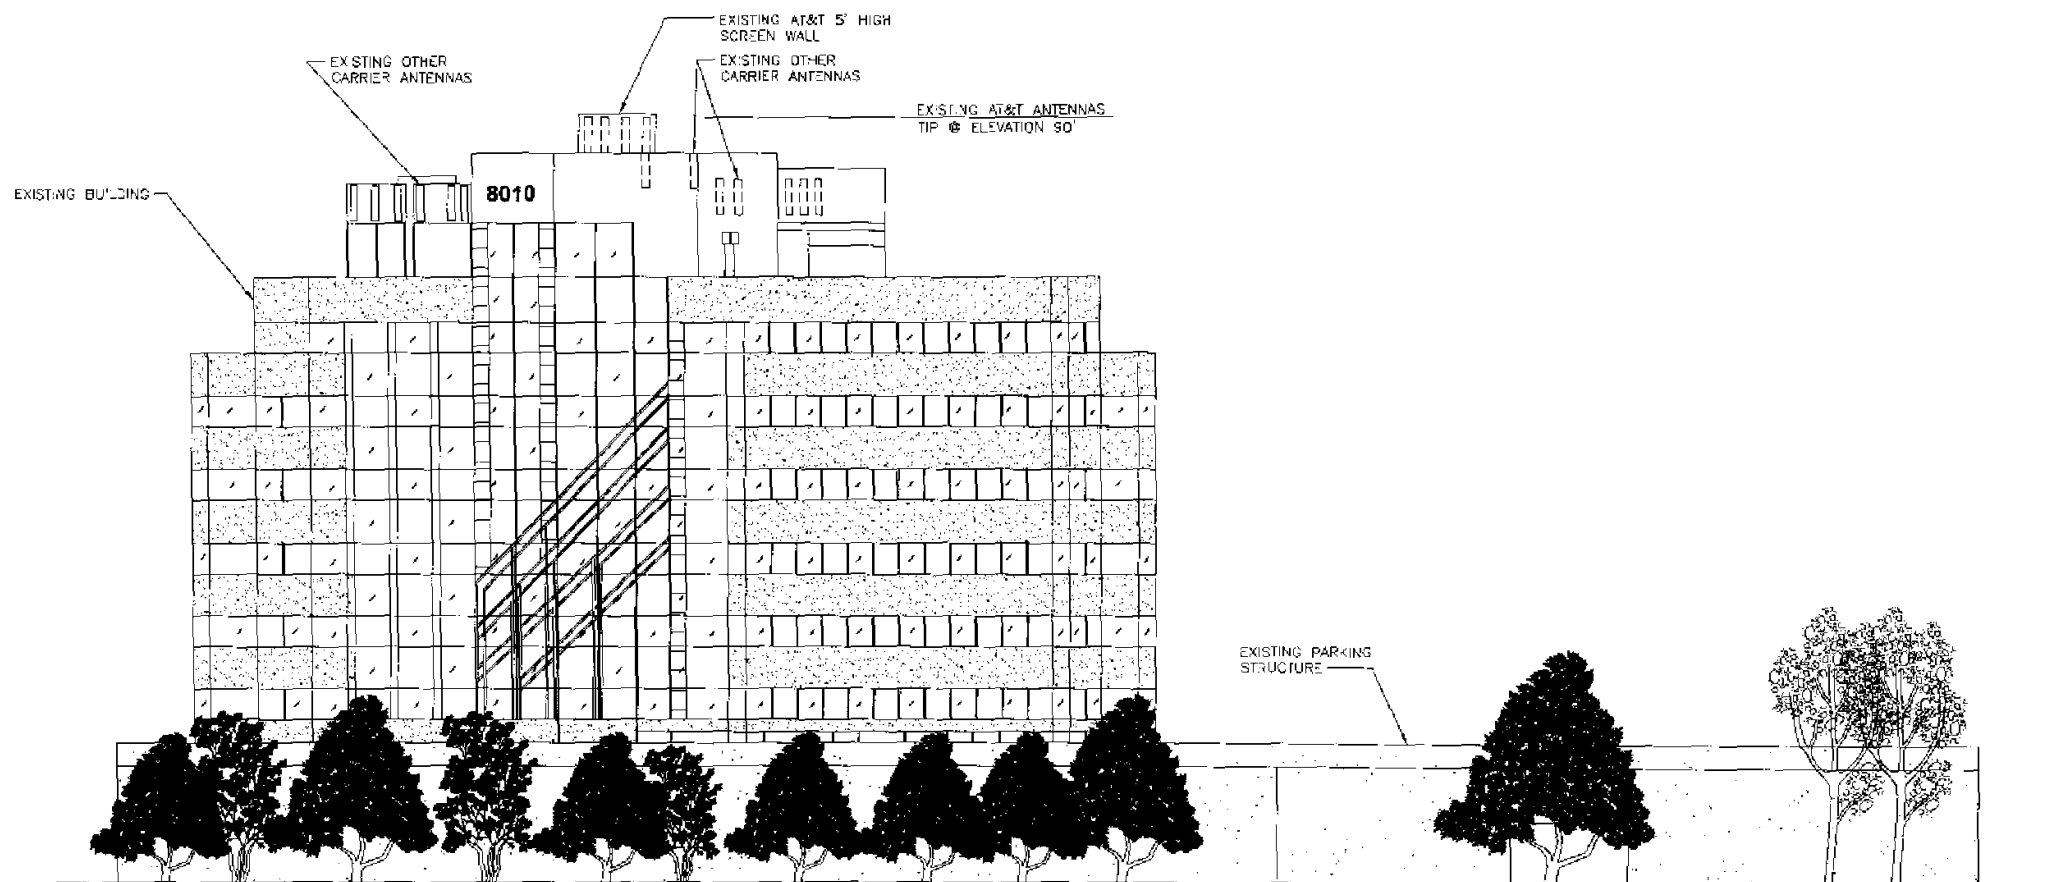 EXISTING AT&T 5' HIGH
SCREEN WALL
EXISTING OTHER
CARRIER ANTENNAS
EXISTING OTHER
CARRIER ANTENNAS
EXISTING AT&T ANTENNAS
TIP @ ELEVATION 90'
EXISTING BUILDING
8010
EXISTING PARKING
STRUCTURE